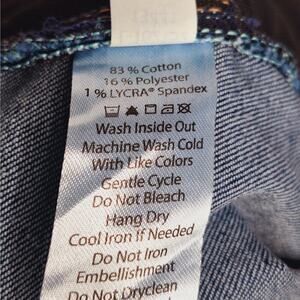 83 % Cotton
16 % Polyester
1 % LYCRA® Spandex
Wash Inside Out
Machine Wash Cold
With Like Colors
Gentle Cycle
Do Not Bleach
Hang Dry
Cool Iron if Needed
Do Not Iron
Embellishment
Do Not Dryclean